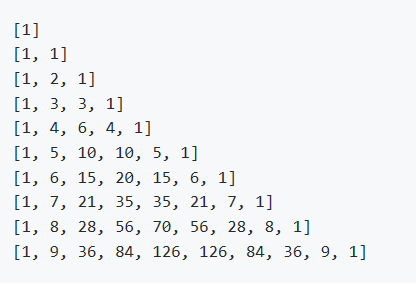 [1]
[1, 1]
[1, 2, 1]
[1, 3, 3, 1]
[1, 4, 6, 4, 1]
[1, 5, 10, 10, 5, 1]
[1, 6, 15, 20, 15, 6, 1]
[1, 7, 21, 35, 35, 21, 7, 1]
[1, 8, 28, 56, 70, 56, 28, 8, 1]
[1, 9, 36, 84, 126, 126, 84, 36, 9, 1]